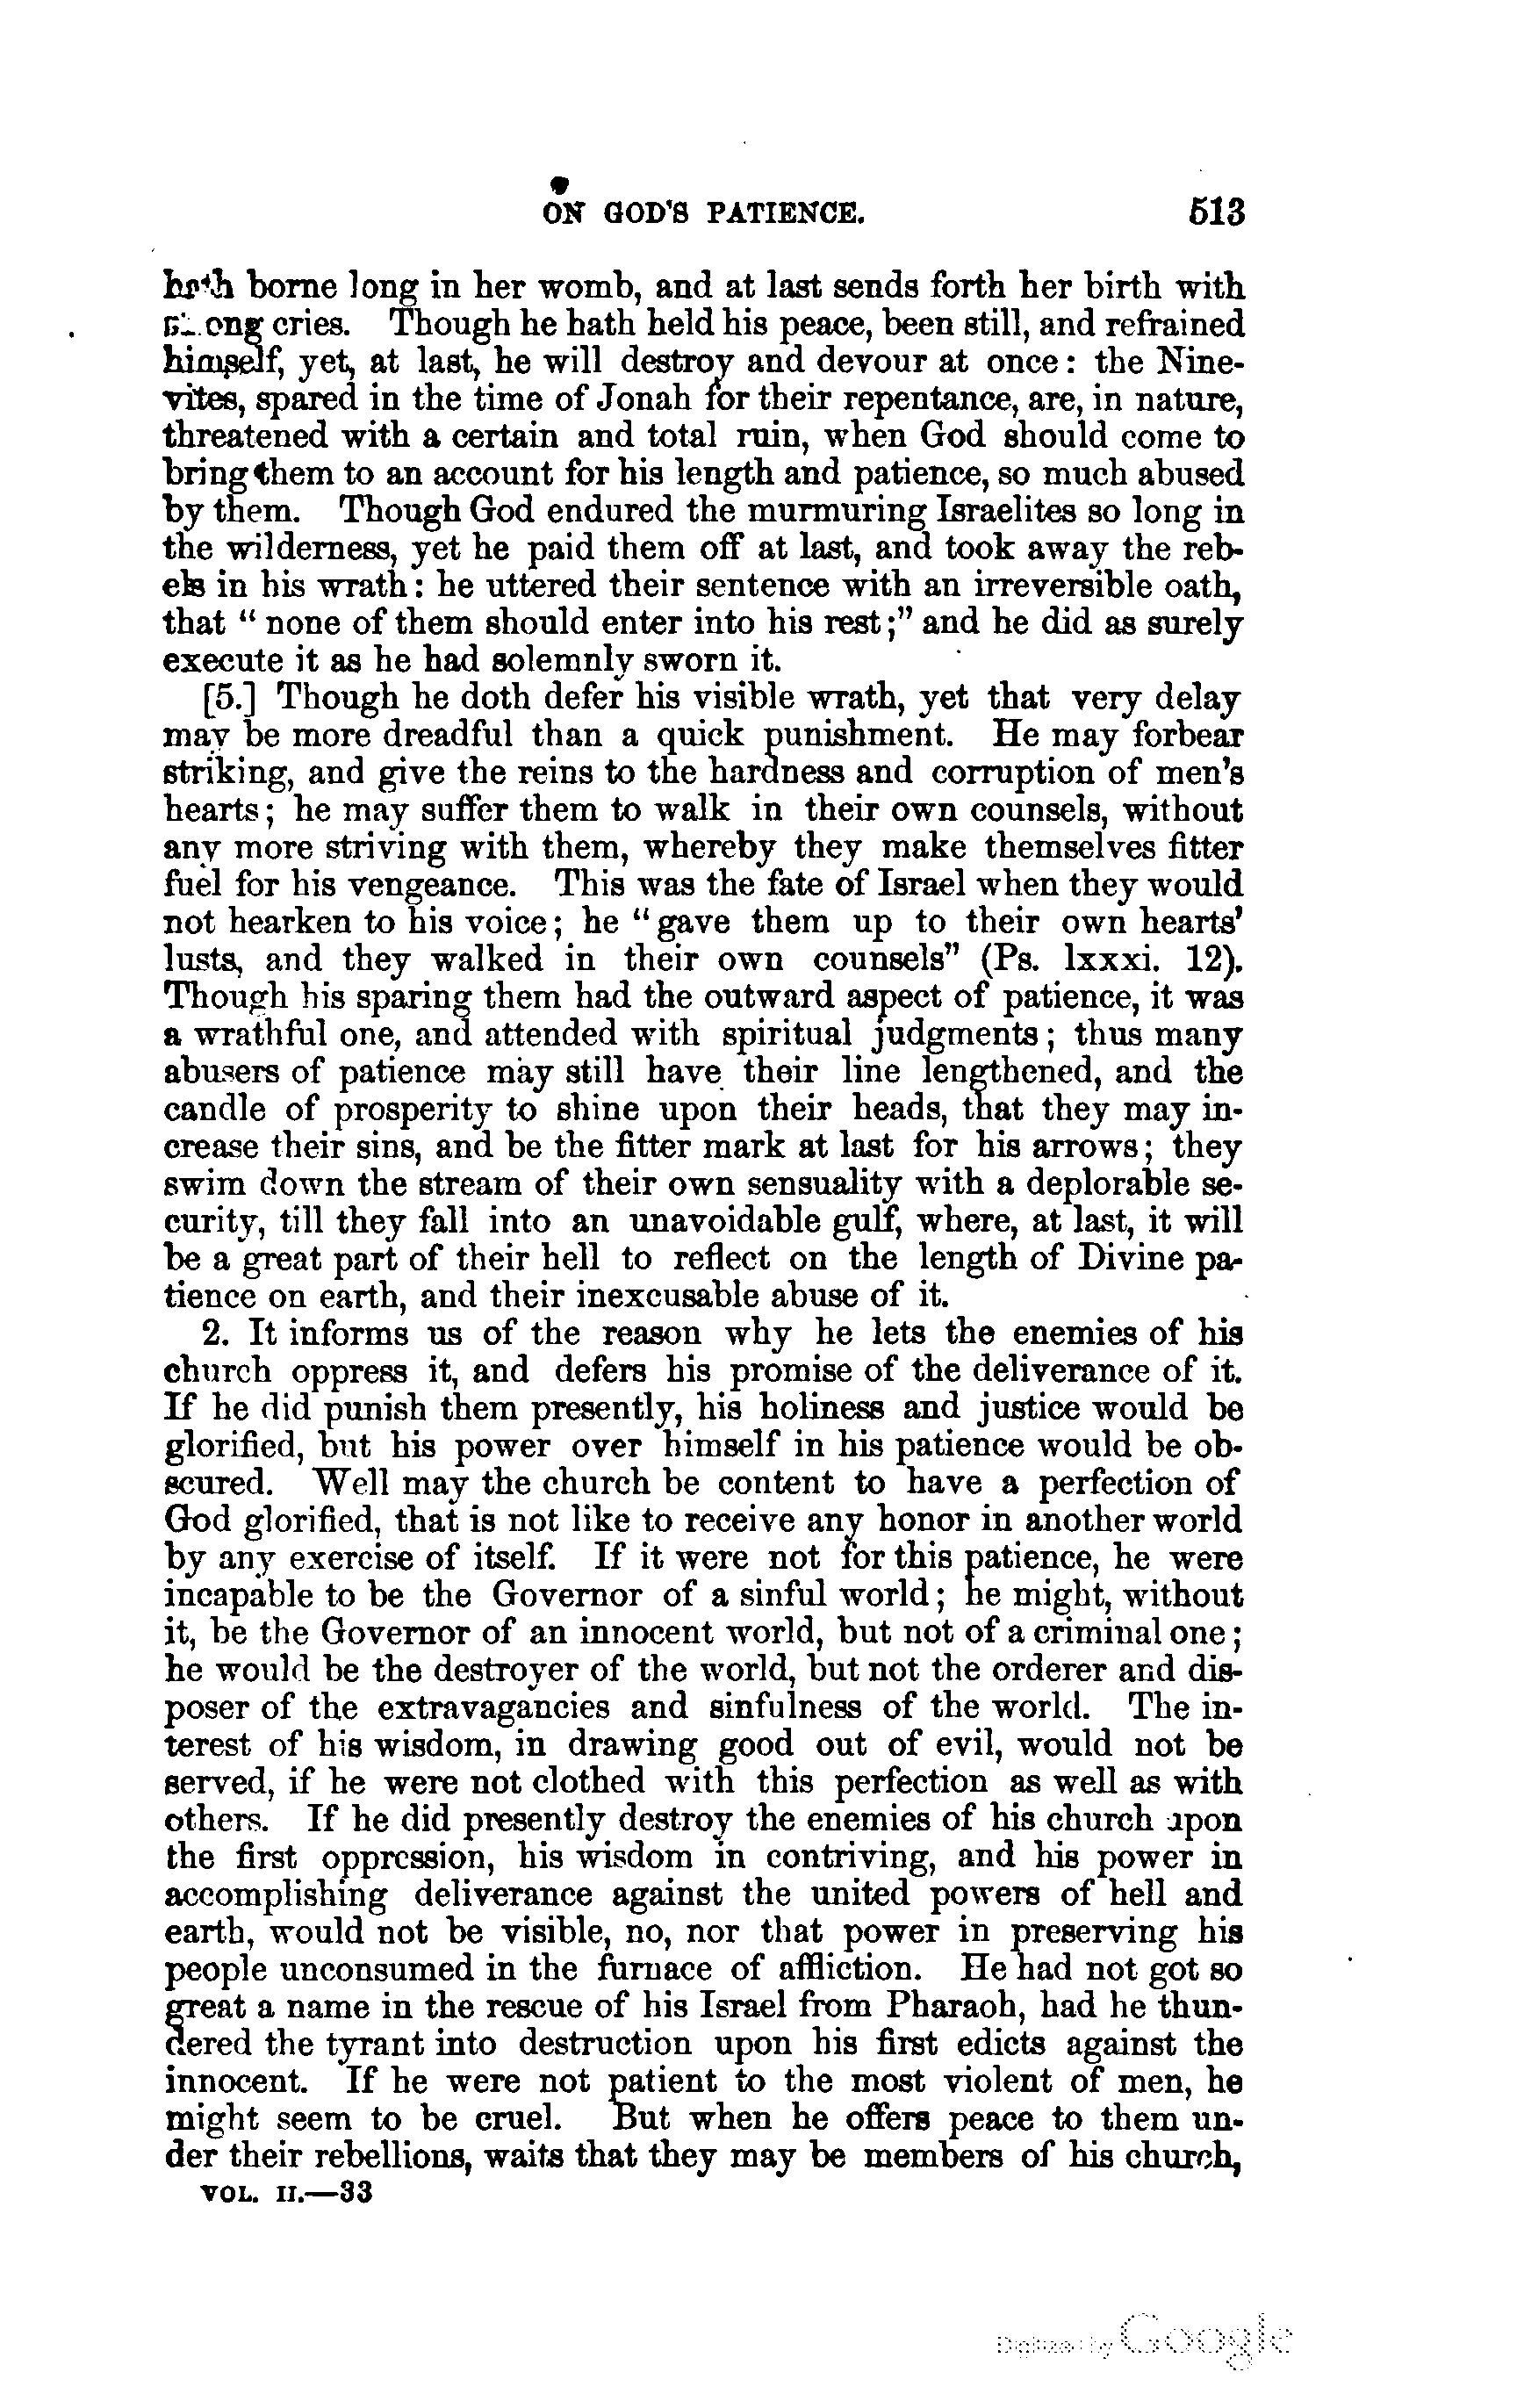 ON GOD'S PATIENCE. 513
hath borne long in her womb, and at last sends forth her birth with
strong cries. Though he hath held his peace, been still, and refrained
himself, yet, at last, he will destroy and devour at once: the Nine-
vites, spared in the time of Jonah for their repentance, are, in nature,
threatened with a certain and total ruin, when God should come to
bring them to an account for his length and patience, so much abused
by them. Though God endured the murmuring Israelites so long in
the wilderness, yet he paid them off at last, and took away the reb-
els in his wrath: he uttered their sentence with an irreversible oath,
that "none of them should enter into his rest;" and he did as surely
execute it as he had solemnly sworn it.
[5.] Though he doth defer his visible wrath, yet that very delay
may be more dreadful than a quick punishment. He may forbear
striking, and give the reins to the hardness and corruption of men's
hearts; he may suffer them to walk in their own counsels, without
any more striving with them, whereby they make themselves fitter
fuel for his vengeance. This was the fate of Israel when they would
not hearken to his voice; he "gave them up to their own hearts'
lusts, and they walked in their own counsels" (Ps. lxxxi. 12).
Though his sparing them had the outward aspect of patience, it was
a wrathful one, and attended with spiritual judgments; thus many
abusers of patience may still have their line lengthened, and the
candle of prosperity to shine upon their heads, that they may in-
crease their sins, and be the fitter mark at last for his arrows; they
swim down the stream of their own sensuality with a deplorable se-
curity, till they fall into an unavoidable gulf, where, at last, it will
be a great part of their hell to reflect on the length of Divine pa-
tience on earth, and their inexcusable abuse of it.
2. It informs us of the reason why he lets the enemies of his
church oppress it, and defers his promise of the deliverance of it.
If he did punish them presently, his holiness and justice would be
glorified, but his power over himself in his patience would be ob-
scured. Well may the church be content to have a perfection of
God glorified, that is not like to receive any honor in another world
by any exercise of itself. If it were not for this patience, he were
incapable to be the Governor of a sinful world; he might, without
it, be the Governor of an innocent world, but not of a criminal one;
he would be the destroyer of the world, but not the orderer and dis-
poser of the extravagancies and sinfulness of the world. The in-
terest of his wisdom, in drawing good out of evil, would not be
served, if he were not clothed with this perfection as well as with
others. If he did presently destroy the enemies of his church upon
the first oppression, his wisdom in contriving, and his power in
accomplishing deliverance against the united powers of hell and
earth, would not be visible, no, nor that power in preserving his
people unconsumed in the furnace of affliction. He had not got so
great a name in the rescue of his Israel from Pharaoh, had he thun-
dered the tyrant into destruction upon his first edicts against the
innocent. If he were not patient to the most violent of men, he
might seem to be cruel. But when he offers peace to them un-
der their rebellions, waits that they may be members of his church,
VOL. II.—33
Digitized by Google